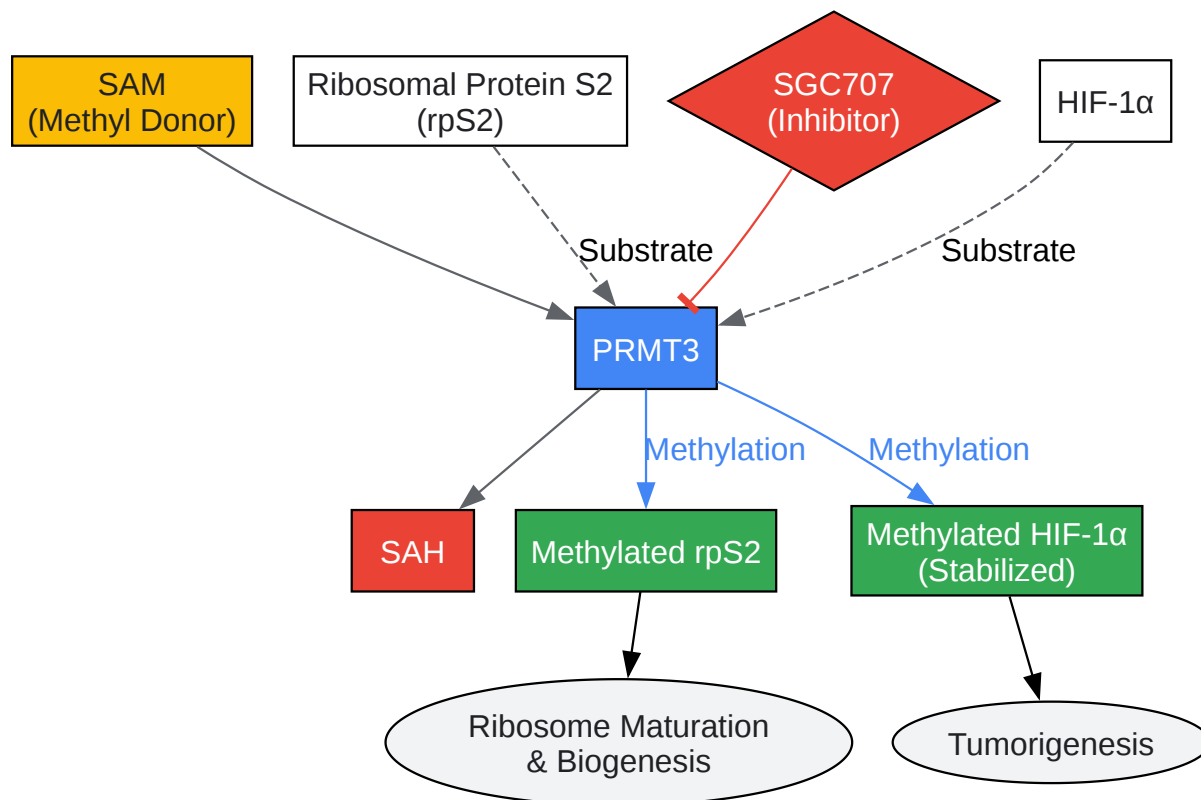 SAM
(Methyl Donor)
Ribosomal Protein S2
(rpS2)
SGC707
(Inhibitor)
HIF-1α
Substrate
Substrate
PRMT3
Methylation
Methylation
SAH
Methylated rpS2
Methylated HIF-1α
(Stabilized)
Ribosome Maturation
& Biogenesis
Tumorigenesis